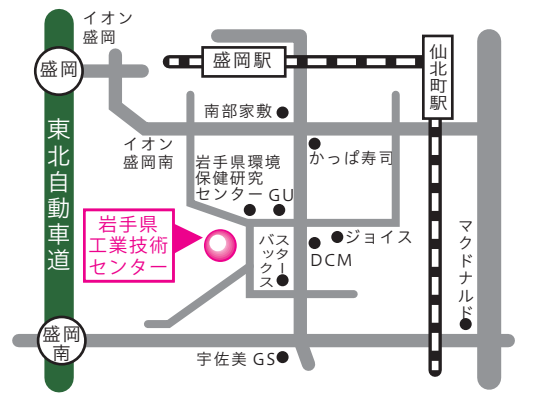 イオン
盛岡
盛岡
盛岡駅
仙北町駅
南部家敷
イオン
盛岡南
かっぱ寿司
東北自動車道
岩手県環境
保健研究
センター
GU
岩手県
工業技術
センター
スター
バックス
ジョイス
DCM
マクドナルド
盛岡
南
宇佐美 GS